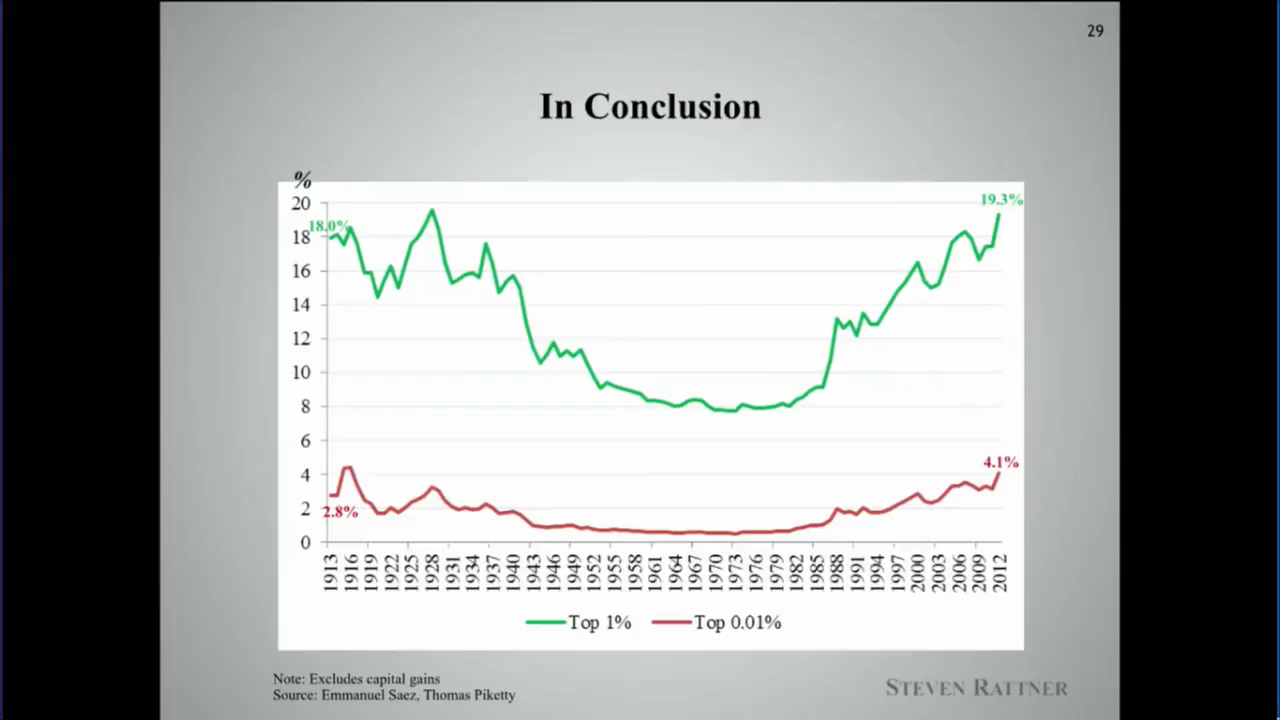 29
In Conclusion
%
20
18.0%
19.3%
18
16
14
12
10
8
6
4
4.1%
2
2.8%
0
1913 1916 1919 1922 1925 1928 1931 1934 1937 1940 1943 1946 1949 1952 1955 1958 1961 1964 1967 1970 1973 1976 1979 1982 1985 1988 1991 1994 1997 2000 2003 2006 2009 2012
Top 1% Top 0.01%
Note: Excludes capital gains
Source: Emmanuel Saez, Thomas Piketty
STEVEN RATTNER